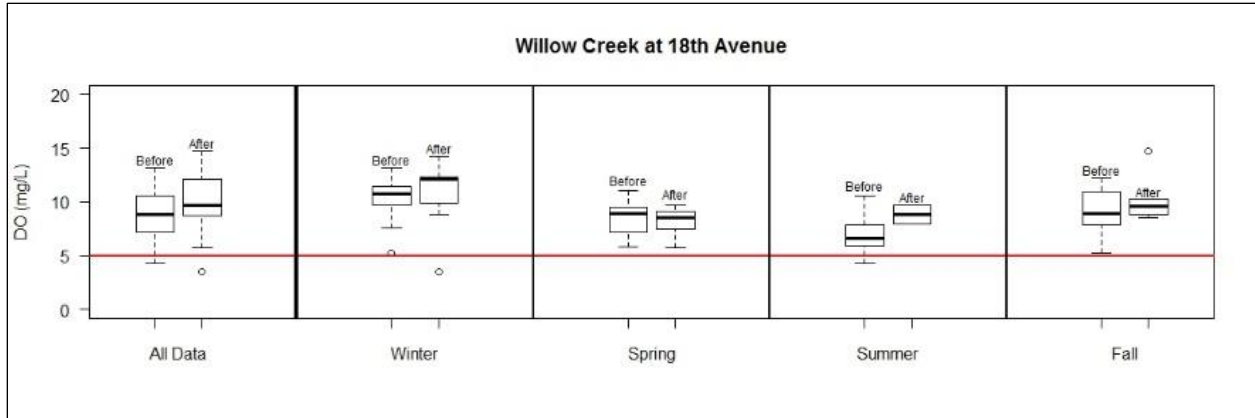 Willow Creek at 18th Avenue
DO (mg/L)
20
15
10
5
0
Before
After
Before
After
Before
After
Before
After
Before
After
All Data
Winter
Spring
Summer
Fall